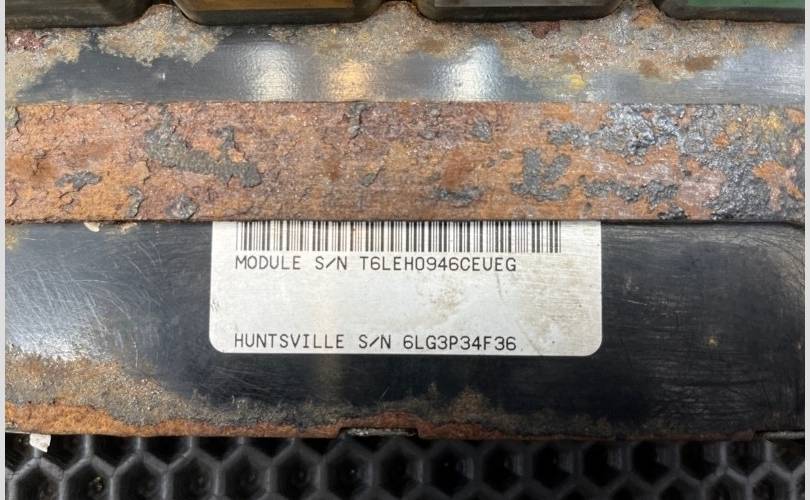 MODULE S/N T6LEH0946CEUEG
HUNTSVILLE S/N 6LG3P34F36